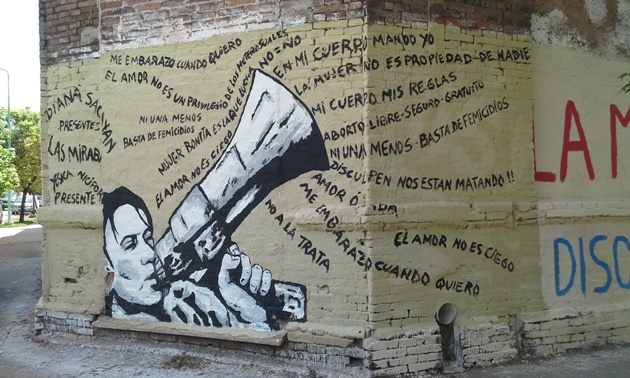 ME EMBARAZO CUANDO QUIERO
EL AMOR NO ES UN PRIVILEGIO DE LOS HETEROSEXUALES
NI UNA MENOS
BASTA DE FEMICIDIOS
MUJER BONITA ES LA QUE LUCHA
NO = NO
EL AMOR NO ES CIEGO
DIANA SACAYAN
PRESENTES
LAS MIRABAL
PRESENTE
EN MI CUERPO MANDO YO
LA MUJER NO ES PROPIEDAD DE NADIE
MI CUERPO MIS REGLAS
ABORTO LIBRE-SEGURO-GRATUITO
NI UNA MENOS - BASTA DE FEMICIDIOS
DISCULPEN NOS ESTAN MATANDO!!
AMOR O
ME EMBARAZO CUANDO QUIERO
NO A LA TRATA
EL AMOR NO ES CIEGO
LA M
DISO